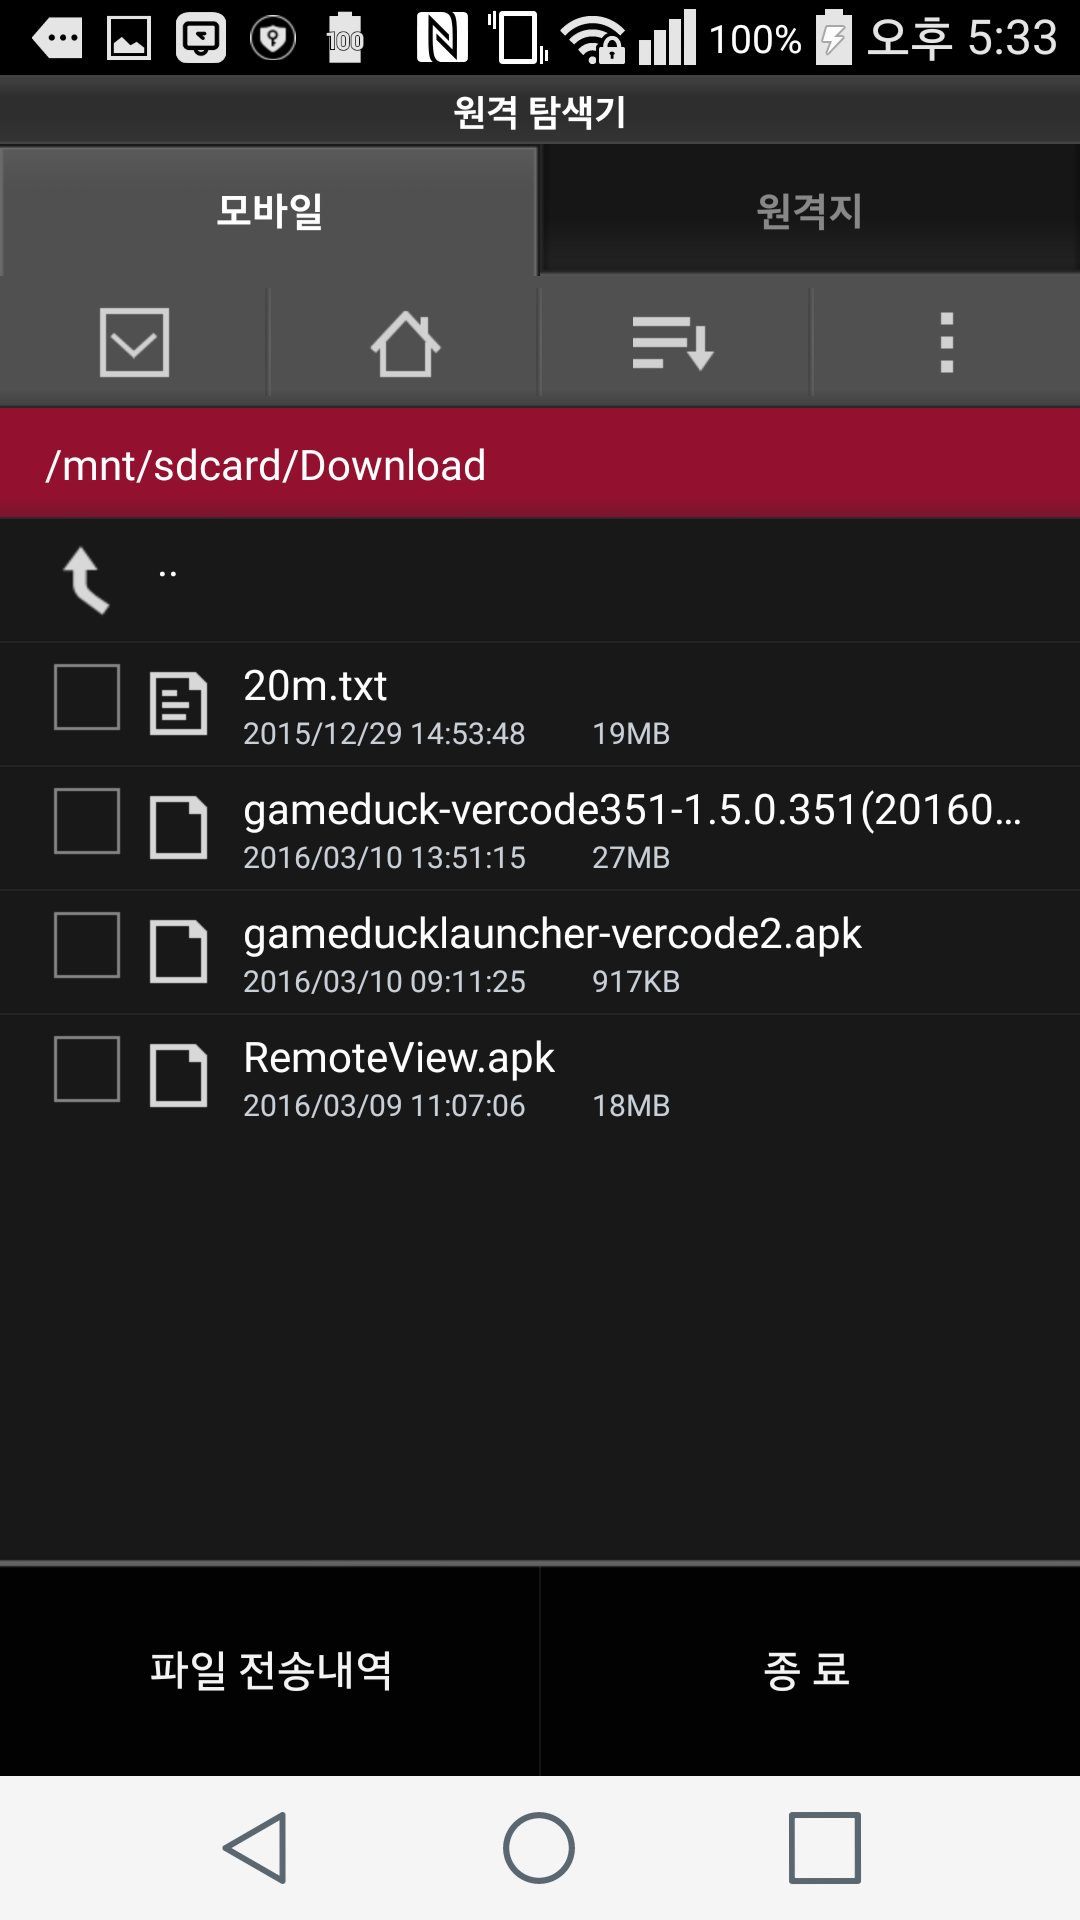 100 100% 오후 5:33
원격 탐색기
모바일 원격지
/mnt/sdcard/Download
..
20m.txt
2015/12/29 14:53:48 19MB
gameduck-vercode351-1.5.0.351(20160...
2016/03/10 13:51:15 27MB
gameducklauncher-vercode2.apk
2016/03/10 09:11:25 917KB
RemoteView.apk
2016/03/09 11:07:06 18MB
파일 전송내역 종 료